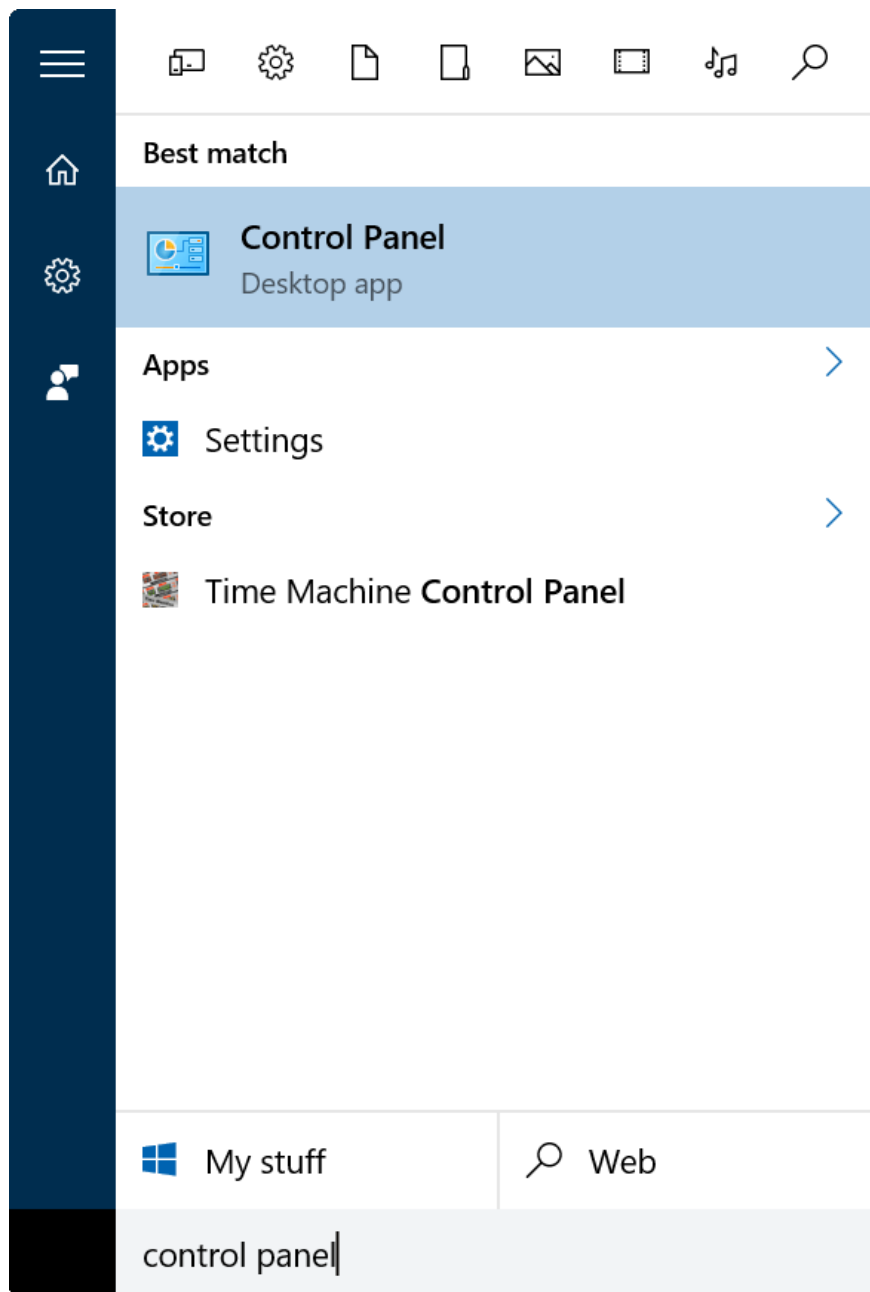 Best match
Control Panel
Desktop app
Apps
Settings
Store
Time Machine Control Panel
My stuff
Web
control panel